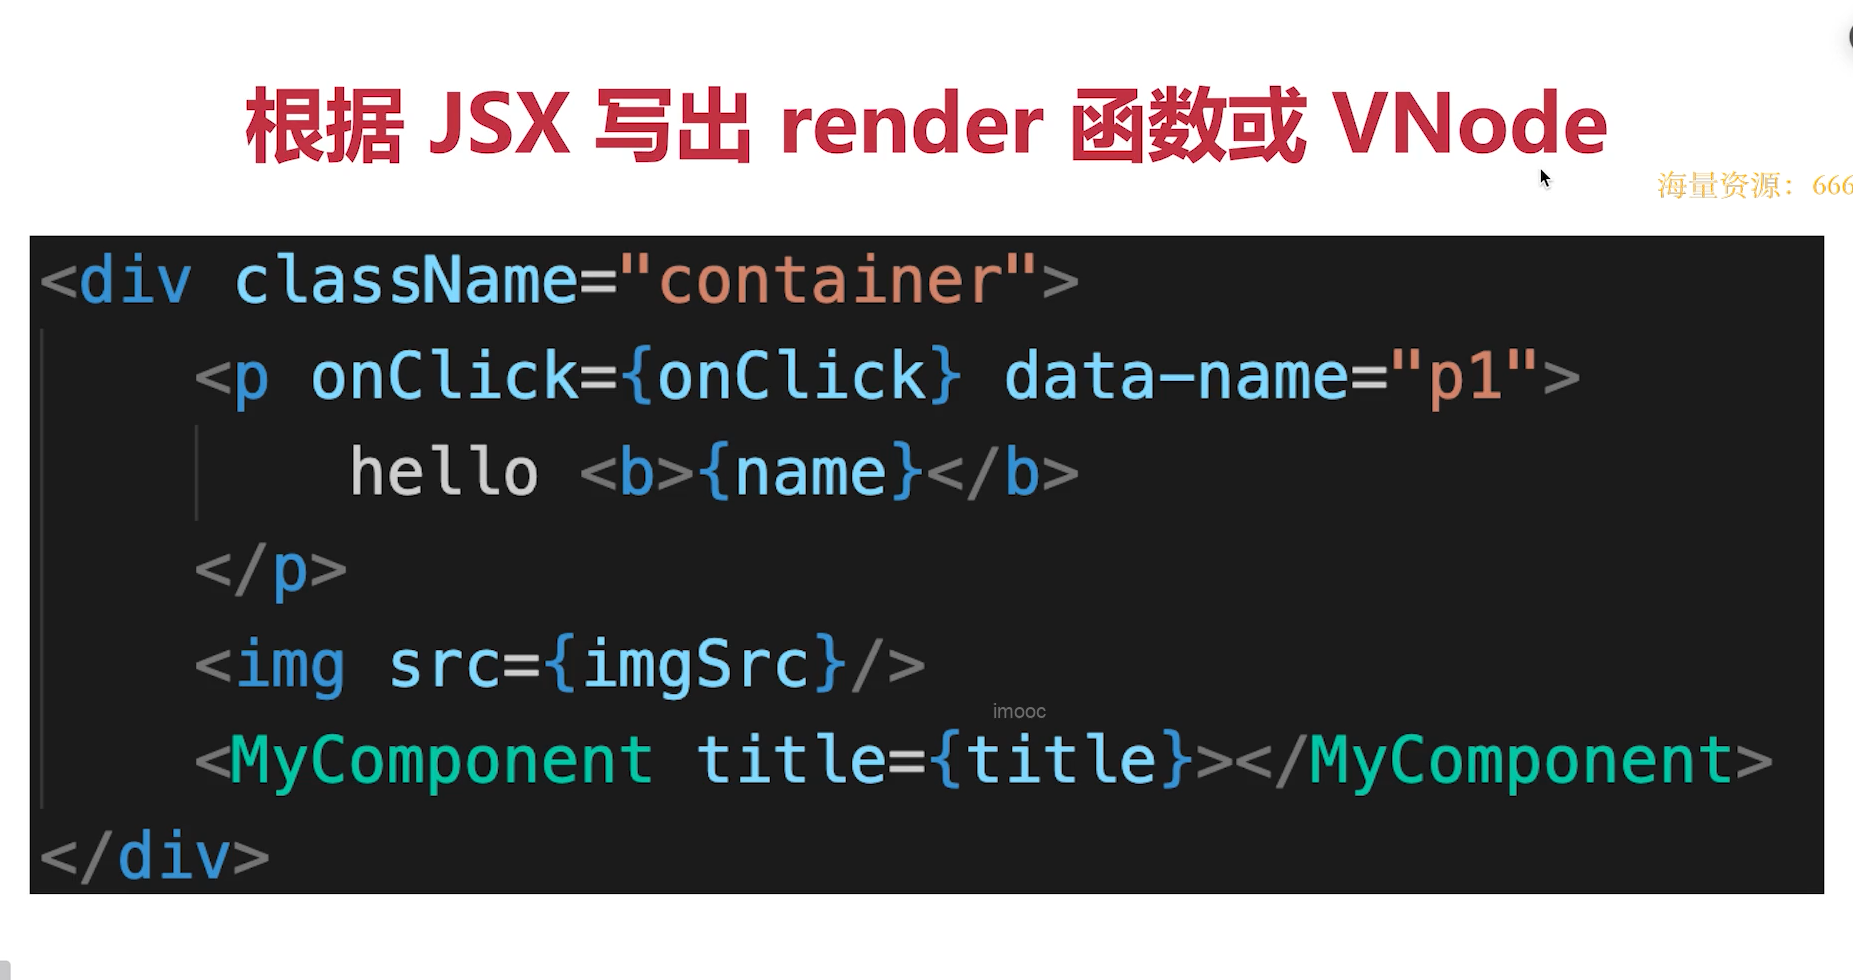 根据 JSX 写出 render 函数或 VNode
海量资源：666
<div className="container">
<p onClick={onClick} data-name="p1">
hello <b>{name}</b>
</p>
<img src={imgSrc}/>
imooc
<MyComponent title={title}></MyComponent>
</div>